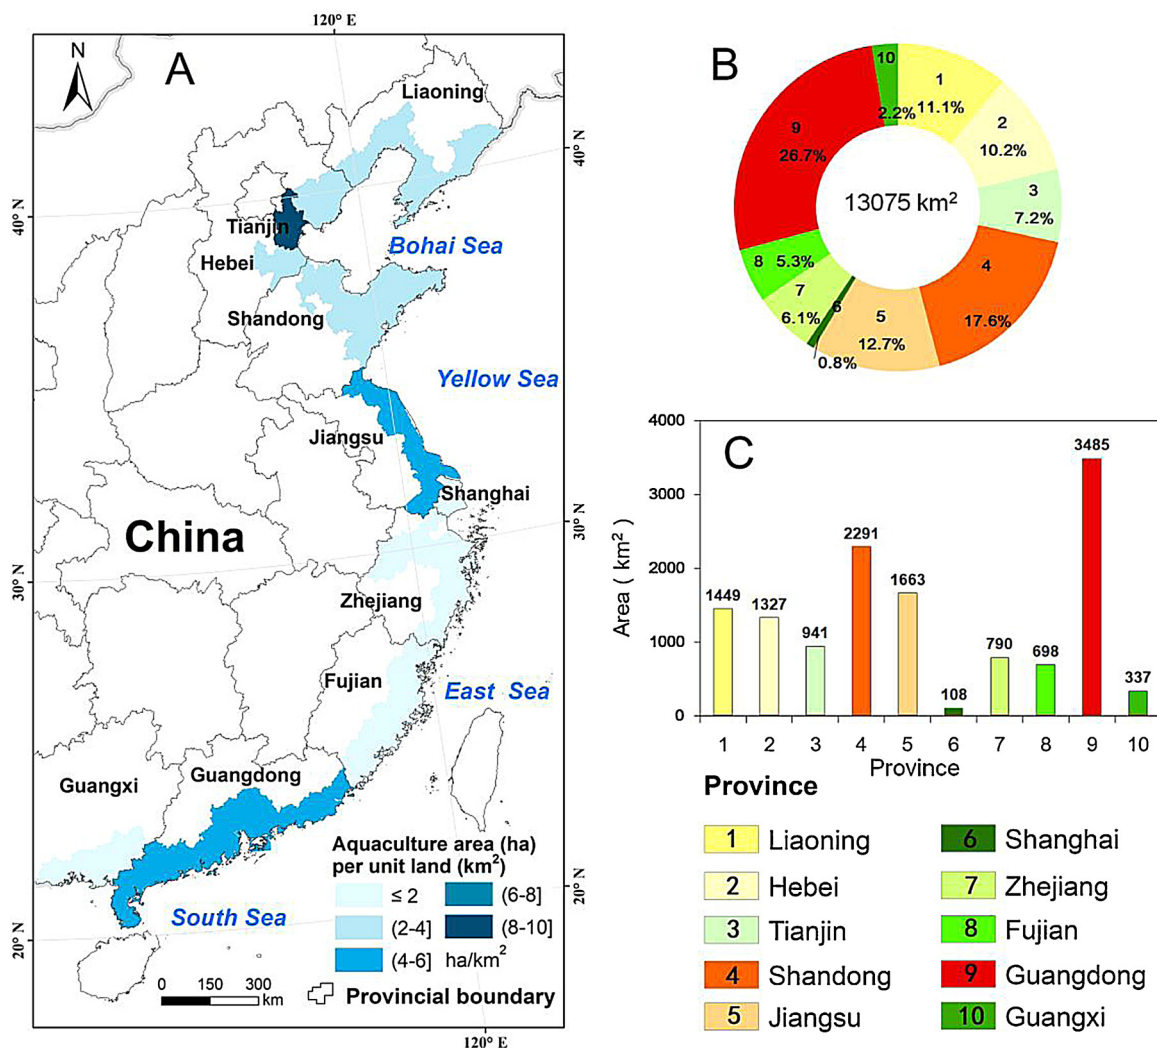 120° E
A
N
Liaoning
40° N
40° N
Tianjin
Bohai Sea
Hebei
Shandong
Yellow Sea
Jiangsu
Shanghai
China
30° N
30° N
Zhejiang
Fujian
East Sea
Guangdong
Guangxi
Aquaculture area (ha)
per unit land (km²)
≤ 2
(6-8]
(2-4]
(8-10]
(4-6]
ha/km²
South Sea
20° N
20° N
0 150 300
km
Provincial boundary
120° E
B
1
11.1%
2
10.2%
3
7.2%
4
17.6%
5
12.7%
6
0.8%
7
6.1%
8 5.3%
9
26.7%
10
2.2%
13075 km²
C
Area ( km²)
4000
3000
2000
1000
0
1449
1327
941
2291
1663
108
790
698
3485
337
1 2 3 4 5 6 7 8 9 10
Province
Province
1 Liaoning
2 Hebei
3 Tianjin
4 Shandong
5 Jiangsu
6 Shanghai
7 Zhejiang
8 Fujian
9 Guangdong
10 Guangxi